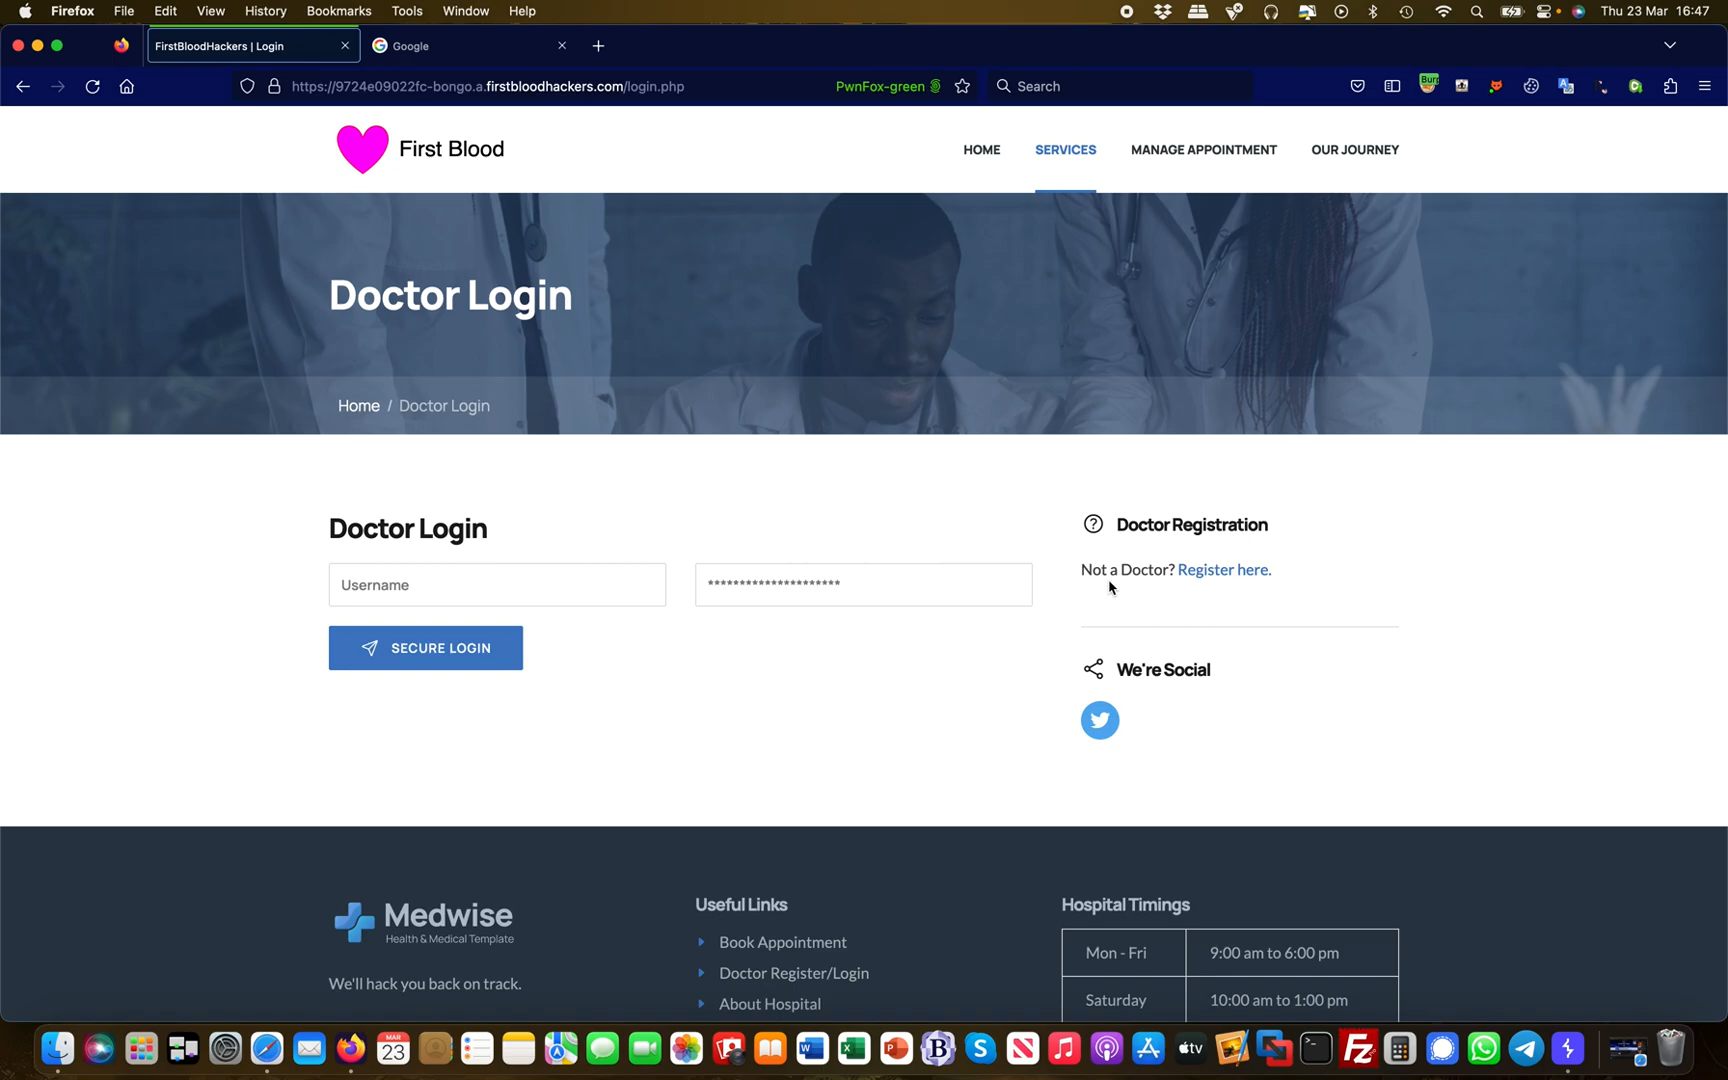 Firefox File Edit View History Bookmarks Tools Window Help Thu 23 Mar 16:47
FirstBloodHackers | Login Google
https://9724e09022fc-bongo.a.firstbloodhackers.com/login.php PwnFox-green Search
Burp
First Blood
HOME SERVICES MANAGE APPOINTMENT OUR JOURNEY
Doctor Login
Home / Doctor Login
Doctor Login
Username
*********************
SECURE LOGIN
Doctor Registration
Not a Doctor? Register here.
We're Social
Medwise
Health & Medical Template
We'll hack you back on track.
Useful Links
Book Appointment
Doctor Register/Login
About Hospital
Hospital Timings
Mon - Fri 9:00 am to 6:00 pm
Saturday 10:00 am to 1:00 pm
MAR
23
tv